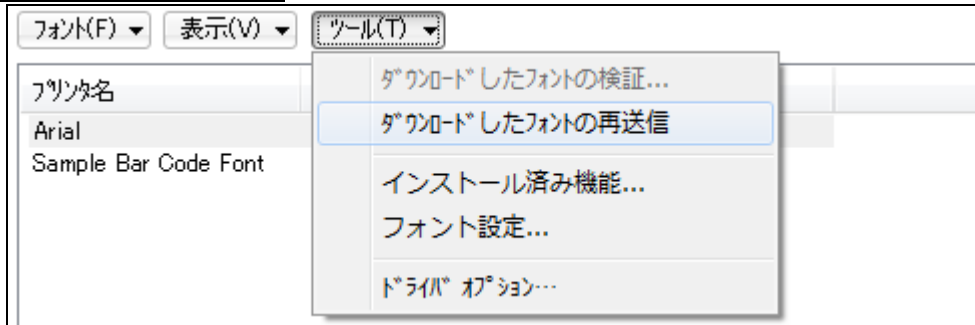 フォント(F) 表示(V) ツール(T)
プリンタ名
Arial
Sample Bar Code Font
ダウンロードしたフォントの検証...
ダウンロードしたフォントの再送信
インストール済み機能...
フォント設定...
ドライバ オプション...